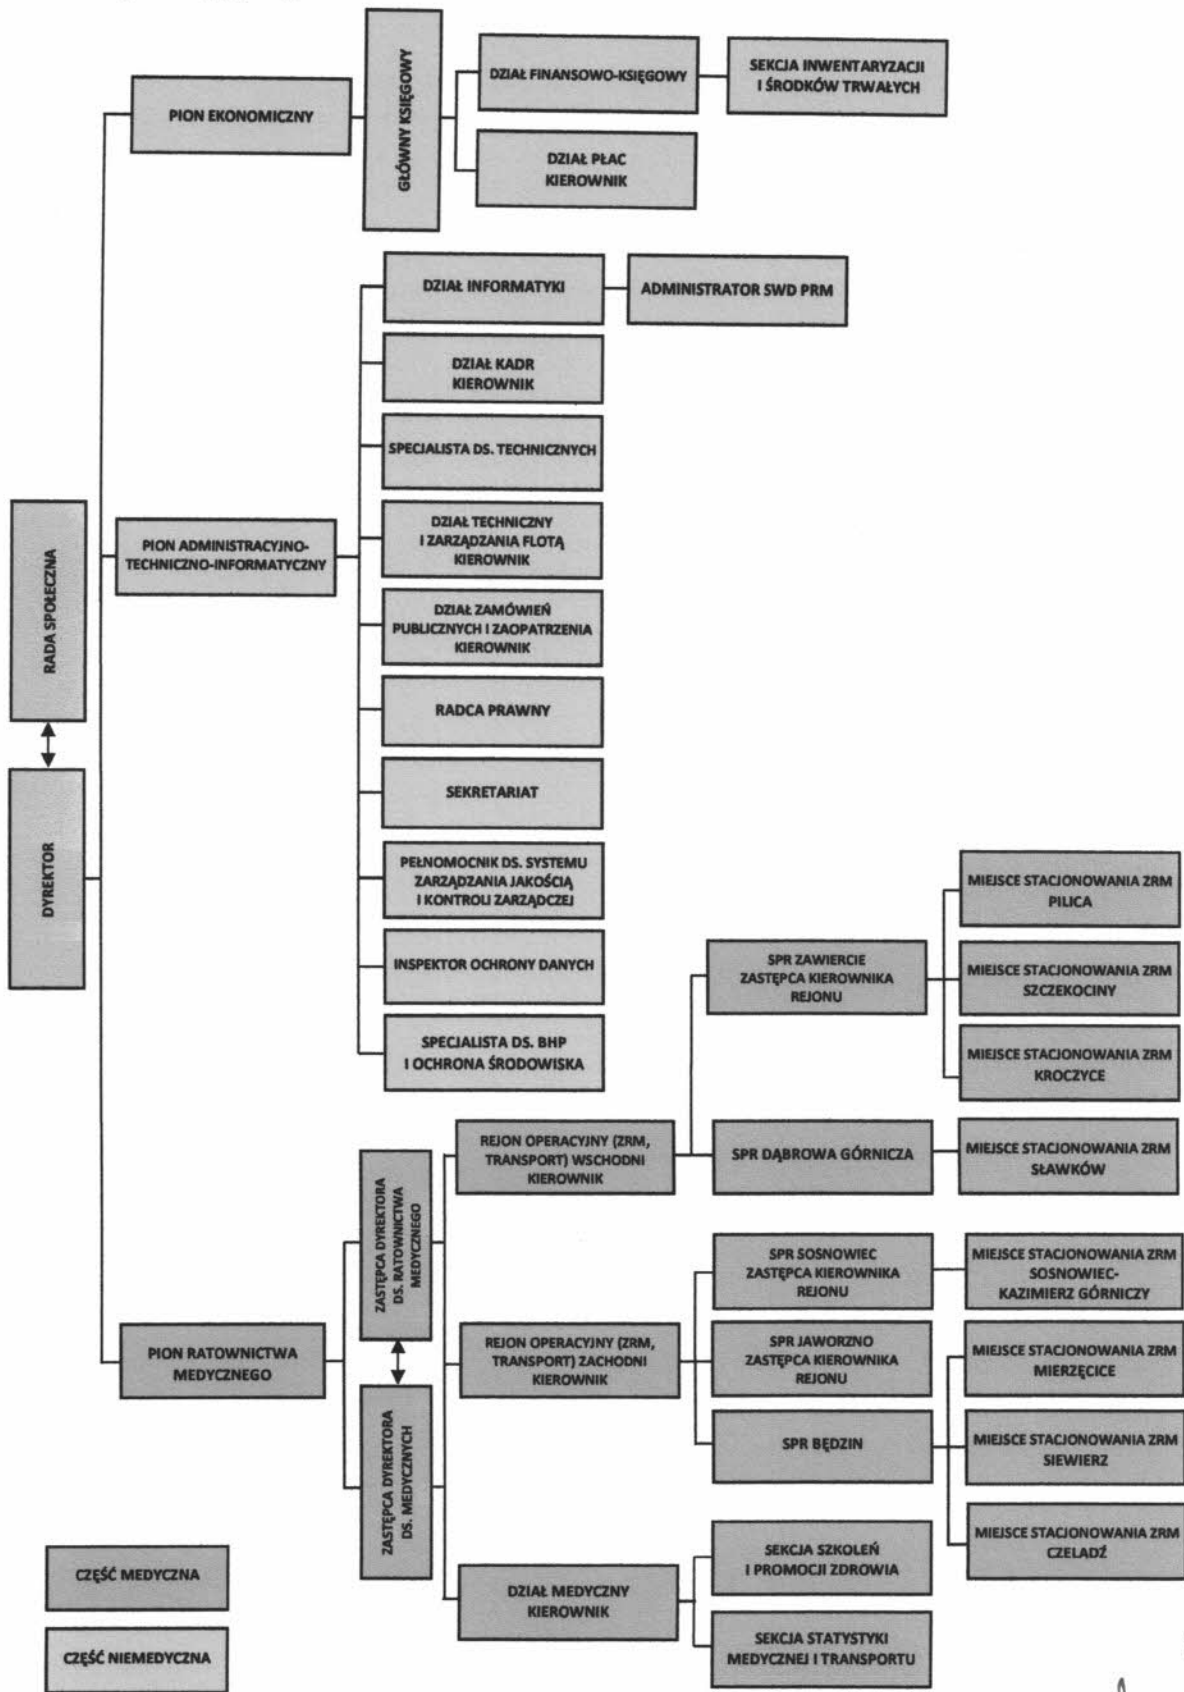 RADA SPOŁECZNA
DYREKTOR
PION EKONOMICZNY
GŁÓWNY KSIĘGOWY
DZIAŁ FINANSOWO-KSIĘGOWY
SEKCJA INWENTARYZACJI
I ŚRODKÓW TRWAŁYCH
DZIAŁ PŁAC
KIEROWNIK
PION ADMINISTRACYJNO-
TECHNICZNO-INFORMATYCZNY
DZIAŁ INFORMATYKI
ADMINISTRATOR SWD PRM
DZIAŁ KADR
KIEROWNIK
SPECJALISTA DS. TECHNICZNYCH
DZIAŁ TECHNICZNY
I ZARZĄDZANIA FLOTĄ
KIEROWNIK
DZIAŁ ZAMÓWIEŃ
PUBLICZNYCH I ZAOPATRZENIA
KIEROWNIK
RADCA PRAWNY
SEKRETARIAT
PEŁNOMOCNIK DS. SYSTEMU
ZARZĄDZANIA JAKOŚCIĄ
I KONTROLI ZARZĄDCZEJ
INSPEKTOR OCHRONY DANYCH
SPECJALISTA DS. BHP
I OCHRONA ŚRODOWISKA
PION RATOWNICTWA
MEDYCZNEGO
ZASTĘPCA DYREKTORA
DS. RATOWNICTWA
MEDYCZNEGO
ZASTĘPCA DYREKTORA
DS. MEDYCZNYCH
REJON OPERACYJNY (ZRM,
TRANSPORT) WSCHODNI
KIEROWNIK
SPR ZAWIERCIE
ZASTĘPCA KIEROWNIKA
REJONU
MIEJSCE STACJONOWANIA ZRM
PILICA
MIEJSCE STACJONOWANIA ZRM
SZCZEKOCINY
MIEJSCE STACJONOWANIA ZRM
KROCZYCE
SPR DĄBROWA GÓRNICZA
MIEJSCE STACJONOWANIA ZRM
SŁAWKÓW
REJON OPERACYJNY (ZRM,
TRANSPORT) ZACHODNI
KIEROWNIK
SPR SOSNOWIEC
ZASTĘPCA KIEROWNIKA
REJONU
MIEJSCE STACJONOWANIA ZRM
SOSNOWIEC-
KAZIMIERZ GÓRNICZY
SPR JAWORZNO
ZASTĘPCA KIEROWNIKA
REJONU
SPR BĘDZIN
MIEJSCE STACJONOWANIA ZRM
MIERZĘCICE
MIEJSCE STACJONOWANIA ZRM
SIEWIERZ
MIEJSCE STACJONOWANIA ZRM
CZELADŹ
DZIAŁ MEDYCZNY
KIEROWNIK
SEKCJA SZKOLEŃ
I PROMOCJI ZDROWIA
SEKCJA STATYSTYKI
MEDYCZNEJ I TRANSPORTU
CZĘŚĆ MEDYCZNA
CZĘŚĆ NIEMEDYCZNA